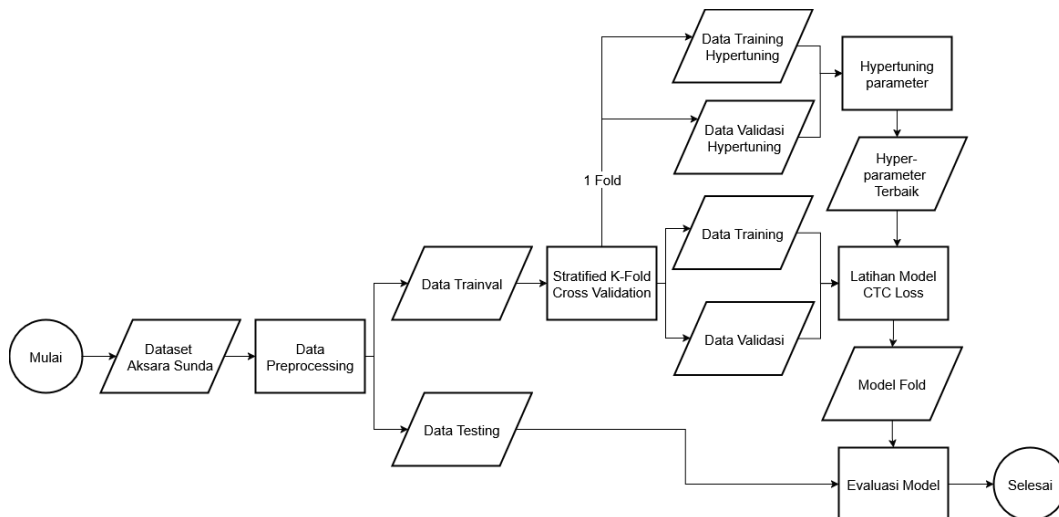 Data Training
Hypertuning
Hypertuning
parameter
Data Validasi
Hypertuning
Hyper-
parameter
Terbaik
1 Fold
Data Training
Data Trainval
Stratified K-Fold
Cross Validation
Latihan Model
CTC Loss
Mulai
Dataset
Aksara Sunda
Data
Preprocessing
Data Validasi
Model Fold
Data Testing
Evaluasi Model
Selesai